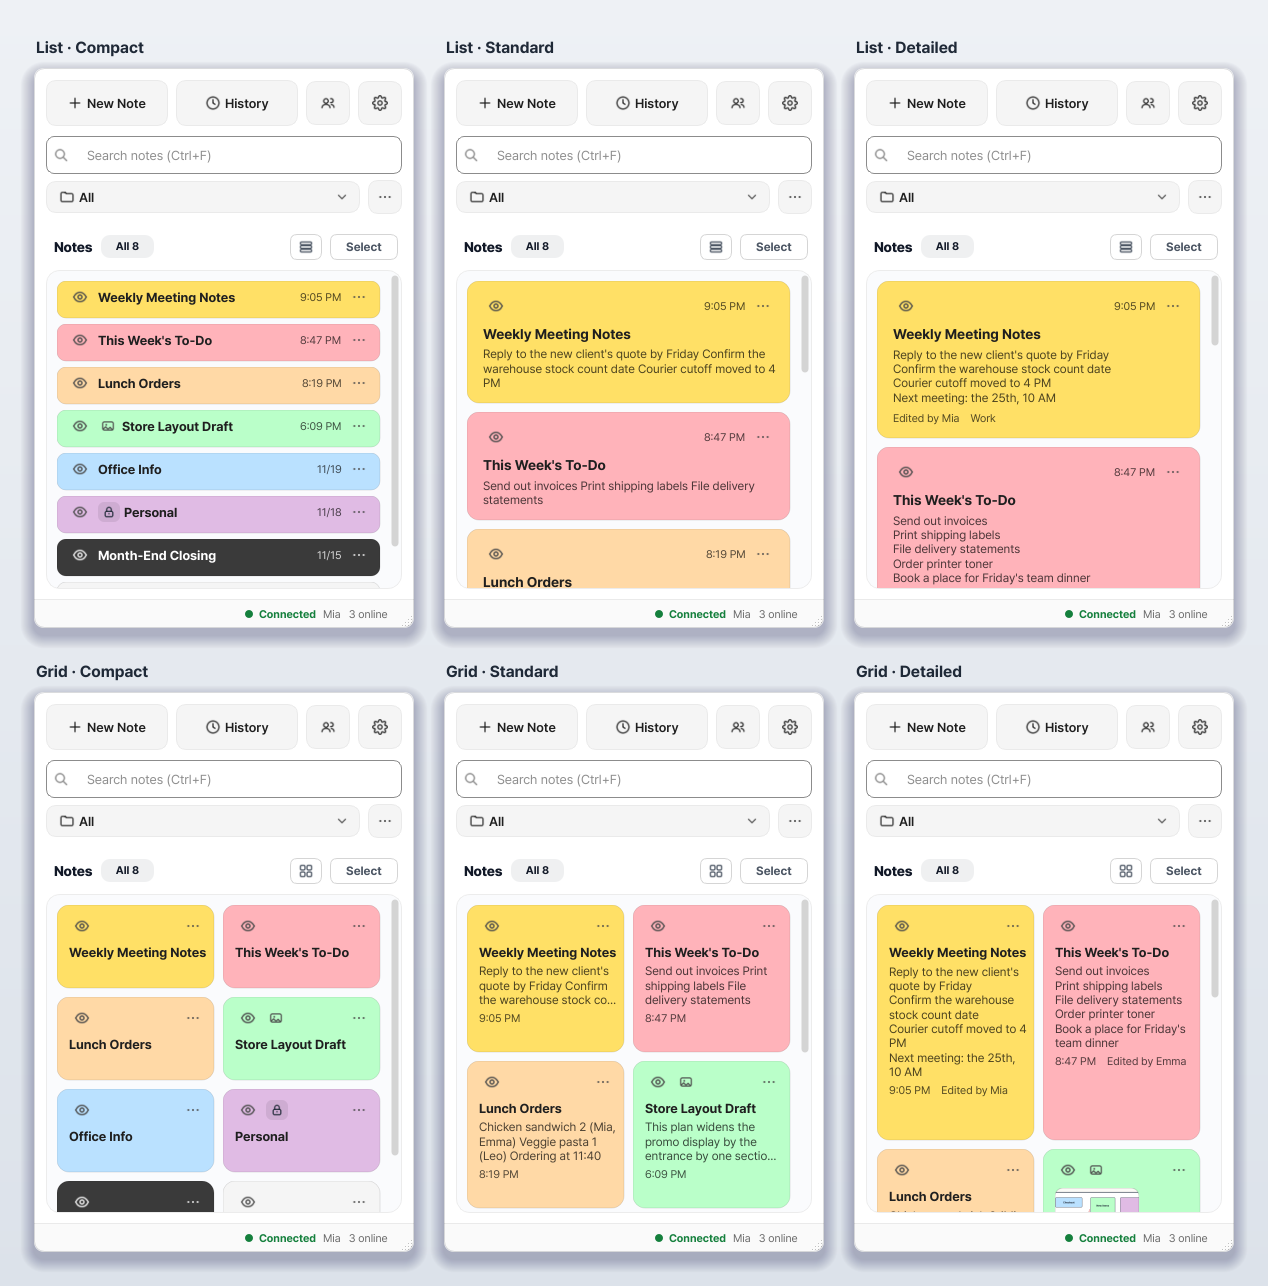 List · Compact
New Note
History
Search notes (Ctrl+F)
All
Notes
All 8
Select
Weekly Meeting Notes 9:05 PM
This Week's To-Do 8:47 PM
Lunch Orders 8:19 PM
Store Layout Draft 6:09 PM
Office Info 11/19
Personal 11/18
Month-End Closing 11/15
Connected Mia 3 online
List · Standard
New Note
History
Search notes (Ctrl+F)
All
Notes
All 8
Select
9:05 PM
Weekly Meeting Notes
Reply to the new client's quote by Friday Confirm the
warehouse stock count date Courier cutoff moved to 4
PM
8:47 PM
This Week's To-Do
Send out invoices Print shipping labels File delivery
statements
8:19 PM
Lunch Orders
Connected Mia 3 online
List · Detailed
New Note
History
Search notes (Ctrl+F)
All
Notes
All 8
Select
9:05 PM
Weekly Meeting Notes
Reply to the new client's quote by Friday
Confirm the warehouse stock count date
Courier cutoff moved to 4 PM
Next meeting: the 25th, 10 AM
Edited by Mia Work
8:47 PM
This Week's To-Do
Send out invoices
Print shipping labels
File delivery statements
Order printer toner
Book a place for Friday's team dinner
Connected Mia 3 online
Grid · Compact
New Note
History
Search notes (Ctrl+F)
All
Notes
All 8
Select
Weekly Meeting Notes
This Week's To-Do
Lunch Orders
Store Layout Draft
Office Info
Personal
Connected Mia 3 online
Grid · Standard
New Note
History
Search notes (Ctrl+F)
All
Notes
All 8
Select
Weekly Meeting Notes
Reply to the new client's
quote by Friday Confirm
the warehouse stock co...
9:05 PM
This Week's To-Do
Send out invoices Print
shipping labels File
delivery statements
8:47 PM
Lunch Orders
Chicken sandwich 2 (Mia,
Emma) Veggie pasta 1
(Leo) Ordering at 11:40
8:19 PM
Store Layout Draft
This plan widens the
promo display by the
entrance by one sectio...
6:09 PM
Connected Mia 3 online
Grid · Detailed
New Note
History
Search notes (Ctrl+F)
All
Notes
All 8
Select
Weekly Meeting Notes
Reply to the new client's
quote by Friday
Confirm the warehouse
stock count date
Courier cutoff moved to 4
PM
Next meeting: the 25th,
10 AM
9:05 PM Edited by Mia
This Week's To-Do
Send out invoices
Print shipping labels
File delivery statements
Order printer toner
Book a place for Friday's
team dinner
8:47 PM Edited by Emma
Lunch Orders
Connected Mia 3 online